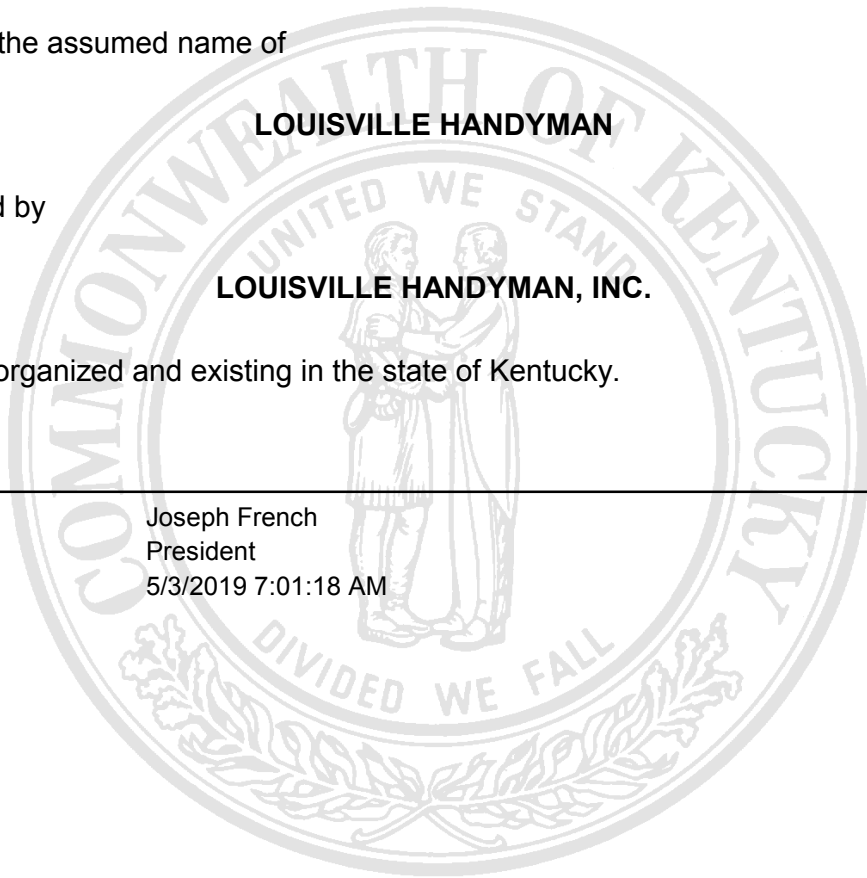 the assumed name of
LOUISVILLE HANDYMAN
d by
LOUISVILLE HANDYMAN, INC.
organized and existing in the state of Kentucky.
Joseph French
President
5/3/2019 7:01:18 AM
COMMONWEALTH OF KENTUCKY
UNITED WE STAND
DIVIDED WE FALL